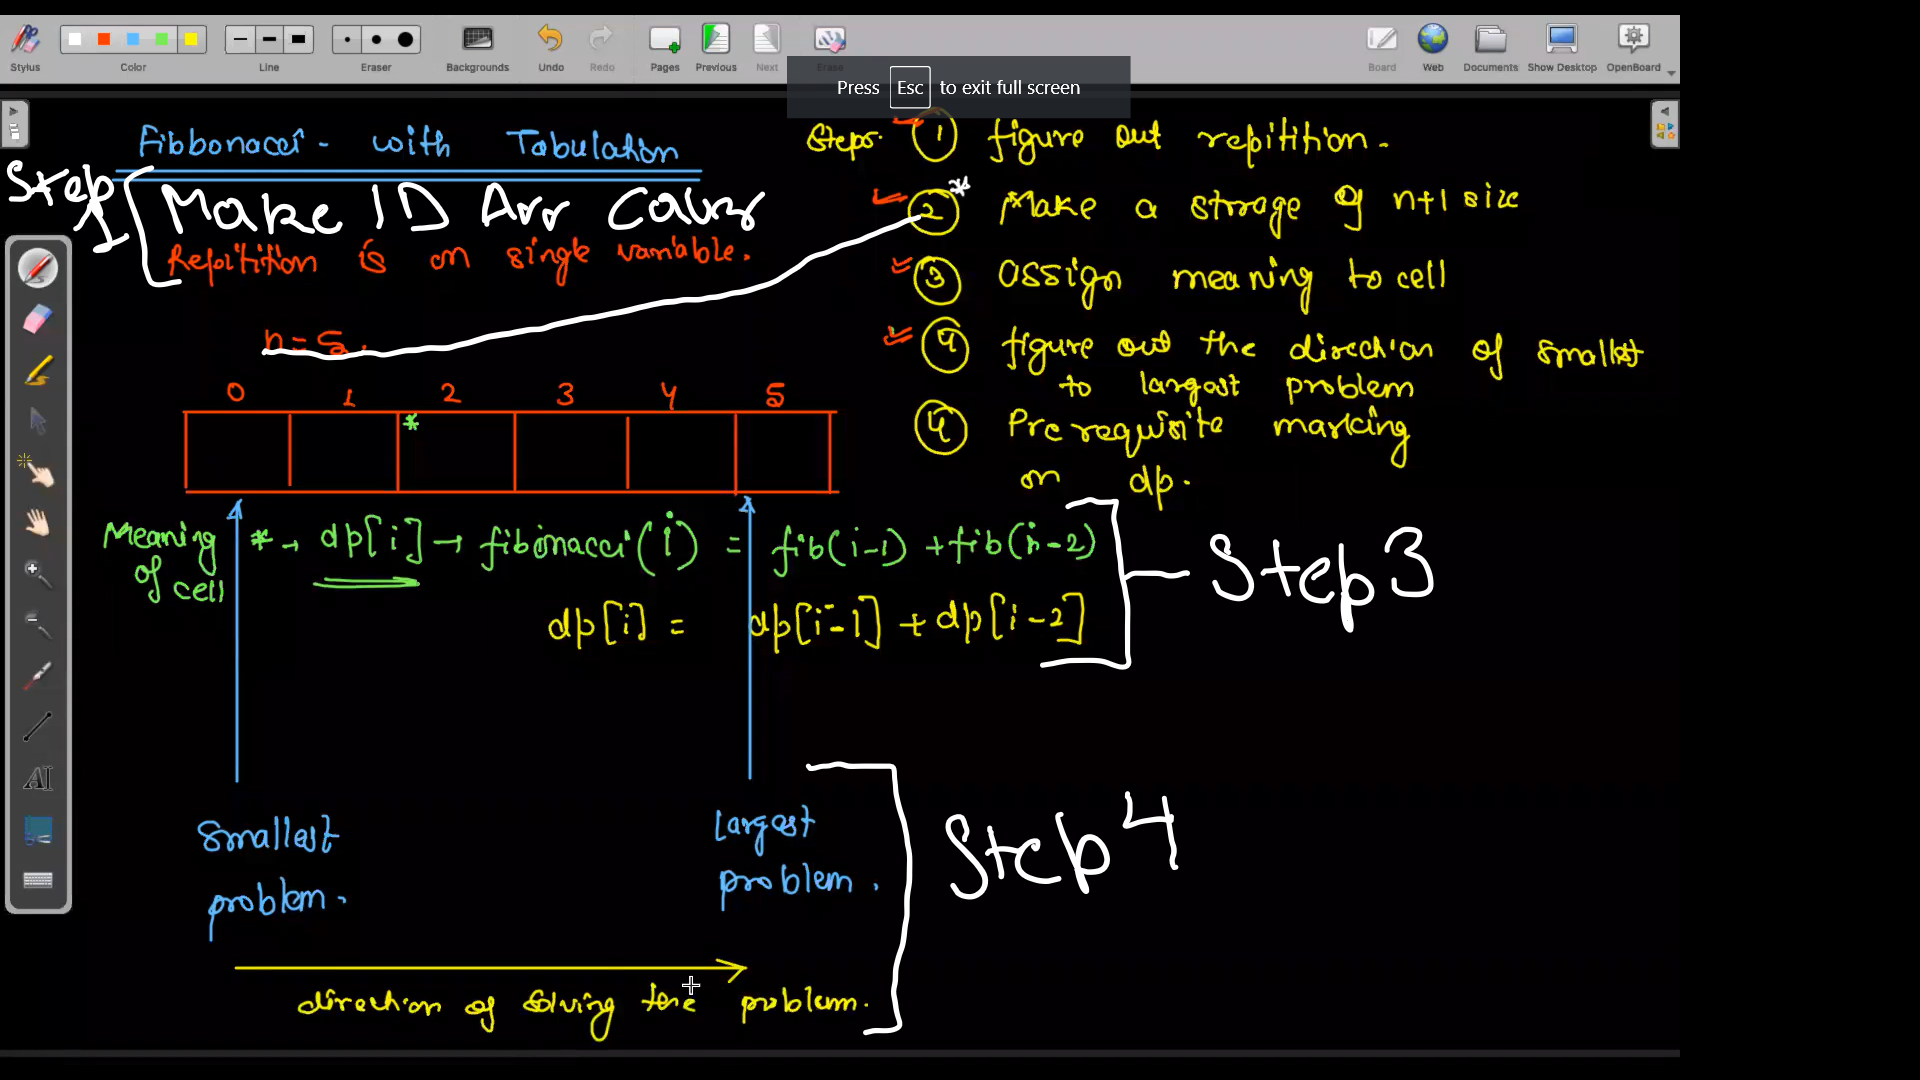 Stylus
Color
Line
Eraser
Backgrounds
Undo
Redo
Pages
Previous
Next
Erase
Board
Web
Documents
Show Desktop
OpenBoard
Press Esc to exit full screen
Fibbonacci - with Tabulation
Step 1
Make 1D Arr Cauz
Repitition is on single variable.
n = 5.
0 1 2 3 4 5
*
Meaning of cell
* → dp[i] → fibonacci(i) = fib(i-1) + fib(n-2)
dp[i] = dp[i-1] + dp[i-2]
Step 3
Smallest
problem.
largest
problem.
Step 4
direction of solving the problem.
Steps.
1 figure out repitition.
2 * Make a storage of n+1 size
3 assign meaning to cell
4 figure out the direction of smallest
to largest problem
4 Prerequisite marking
on dp.
AI